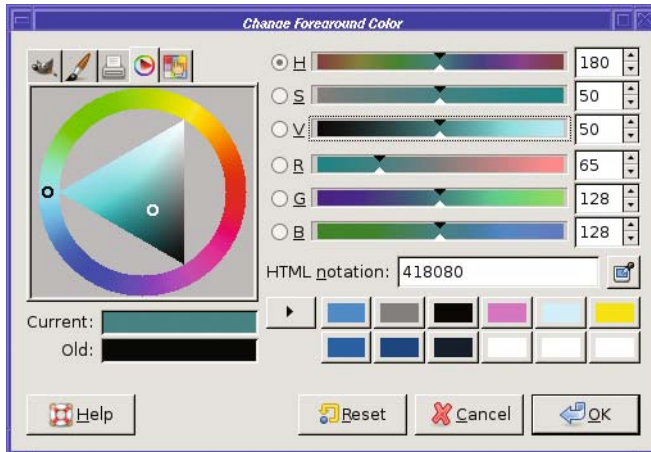 Change Foreground Color
H 180
S 50
V 50
R 65
G 128
B 128
HTML notation: 418080
Current:
Old:
Help
Reset
Cancel
OK